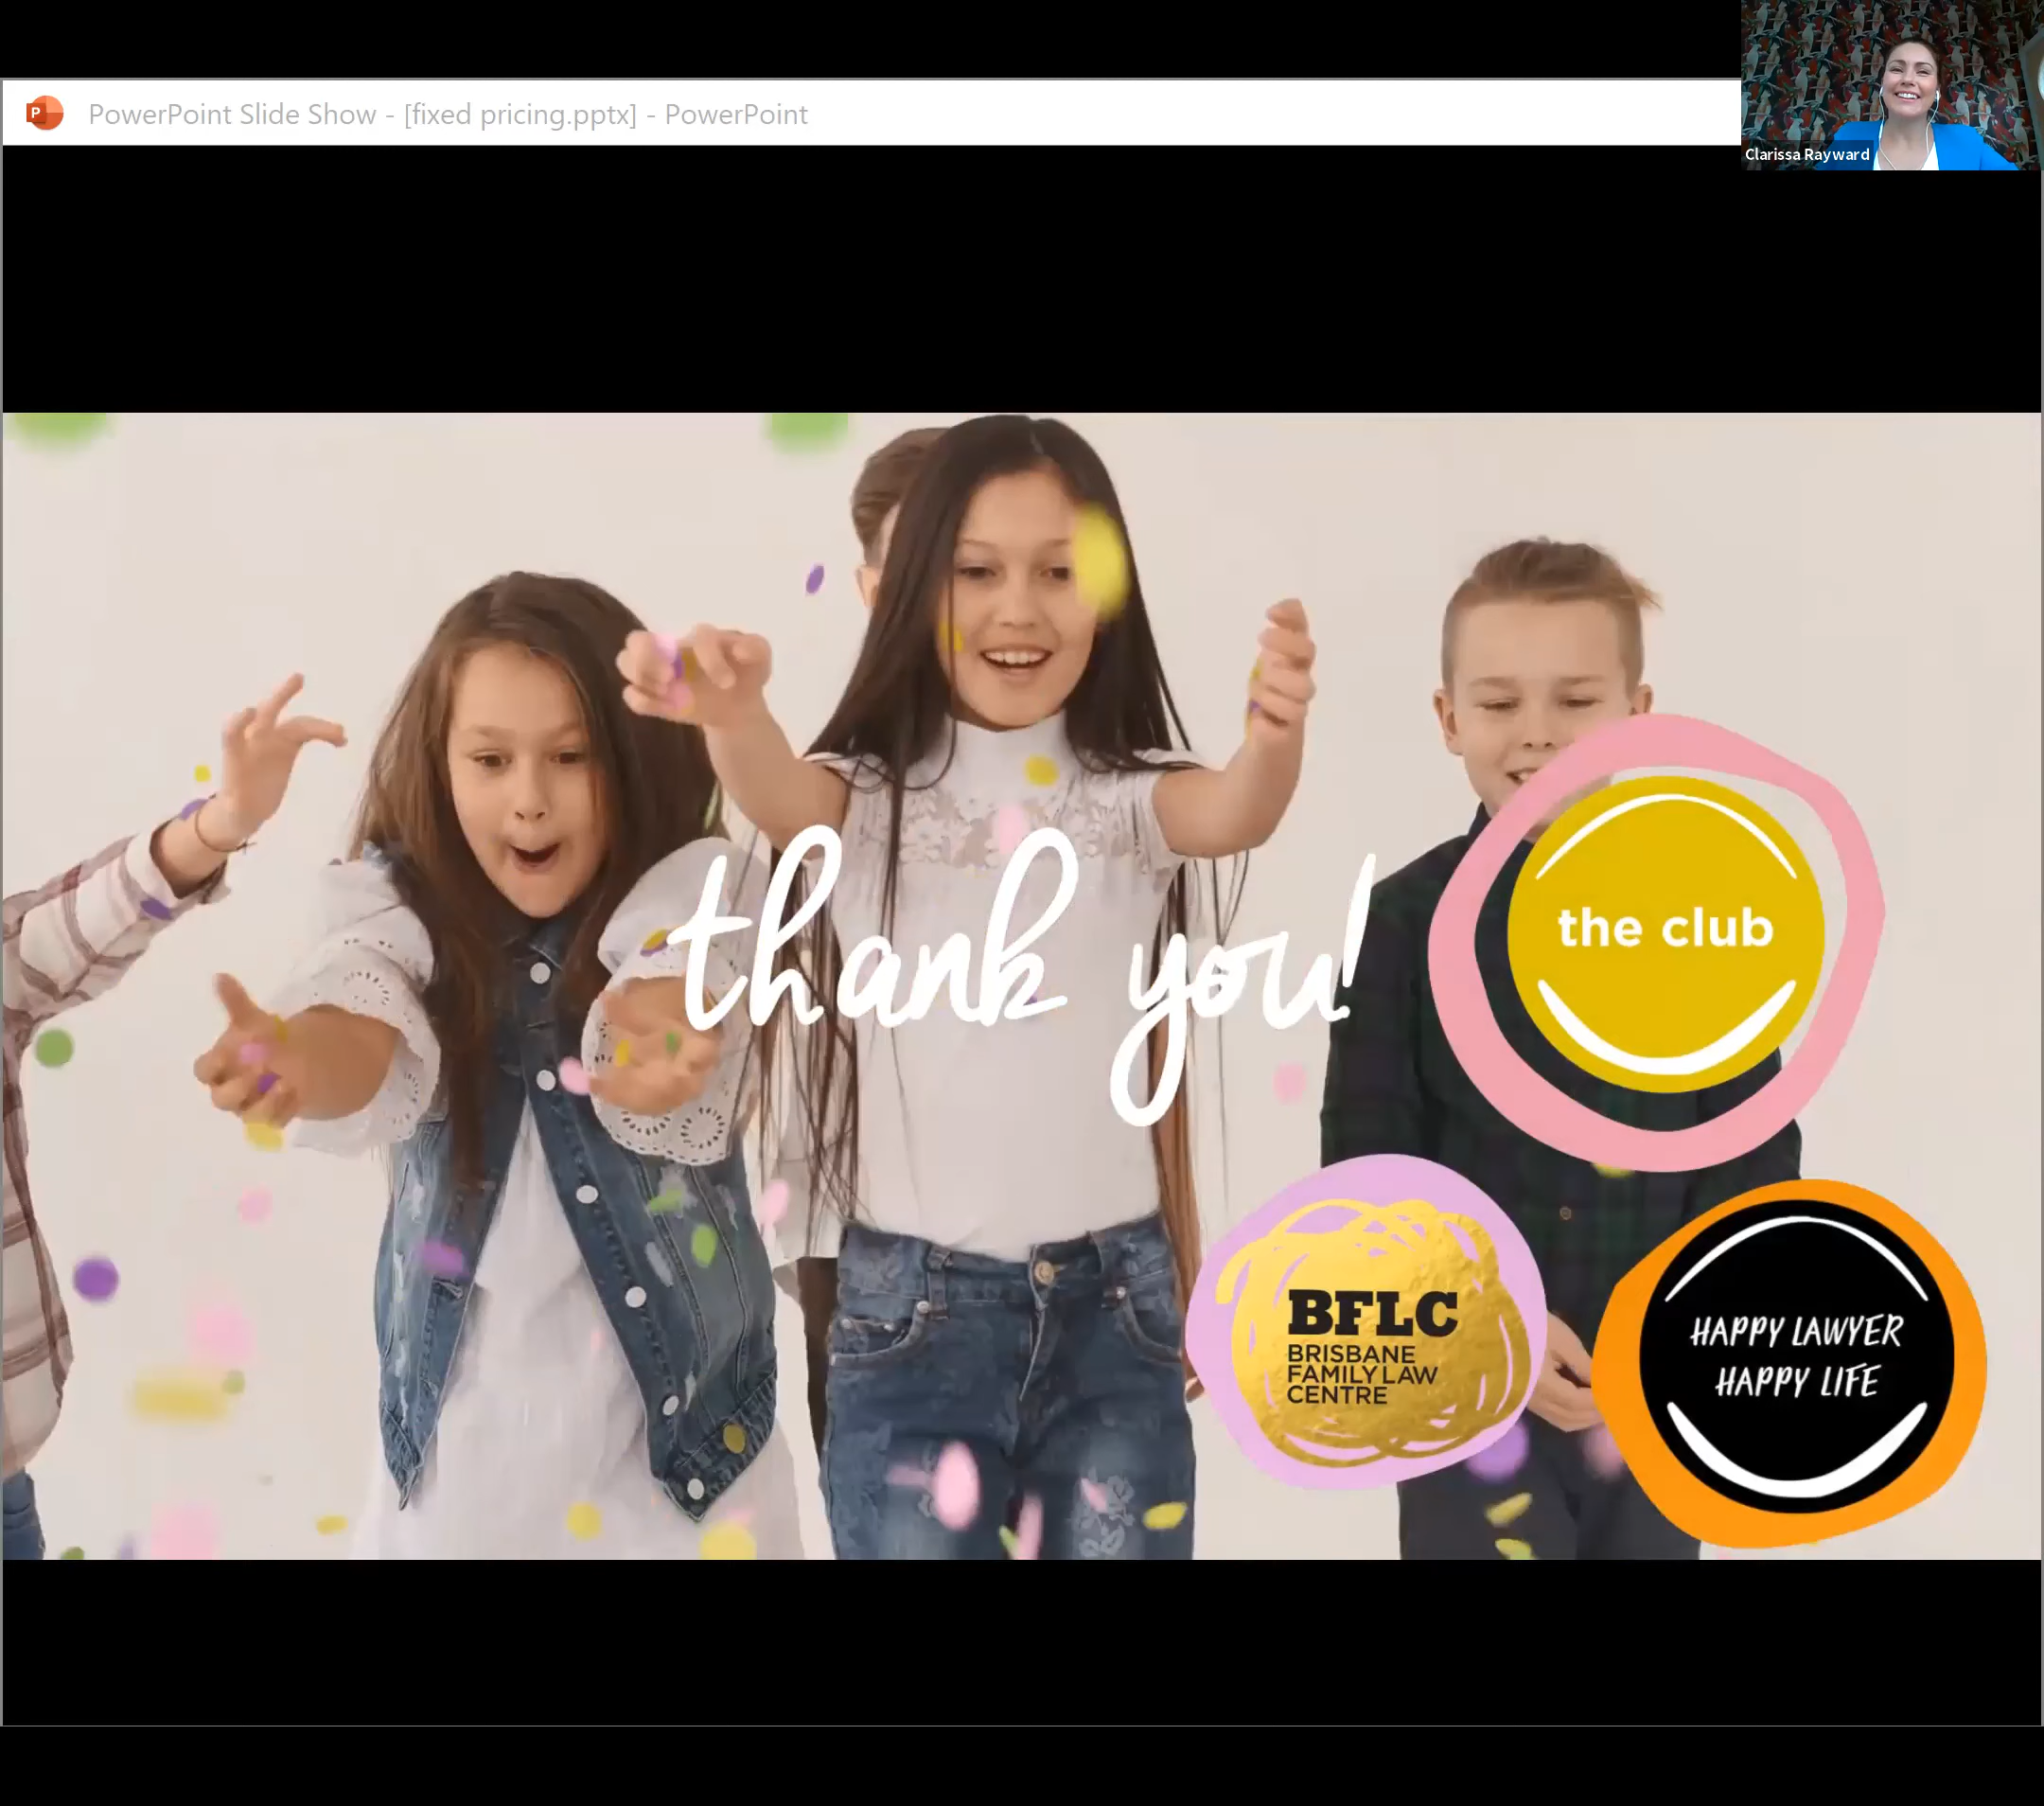 PowerPoint Slide Show - [fixed pricing.pptx] - PowerPoint
Clarissa Rayward
thank you!
the club
BFLC
BRISBANE
FAMILY LAW
CENTRE
HAPPY LAWYER
HAPPY LIFE